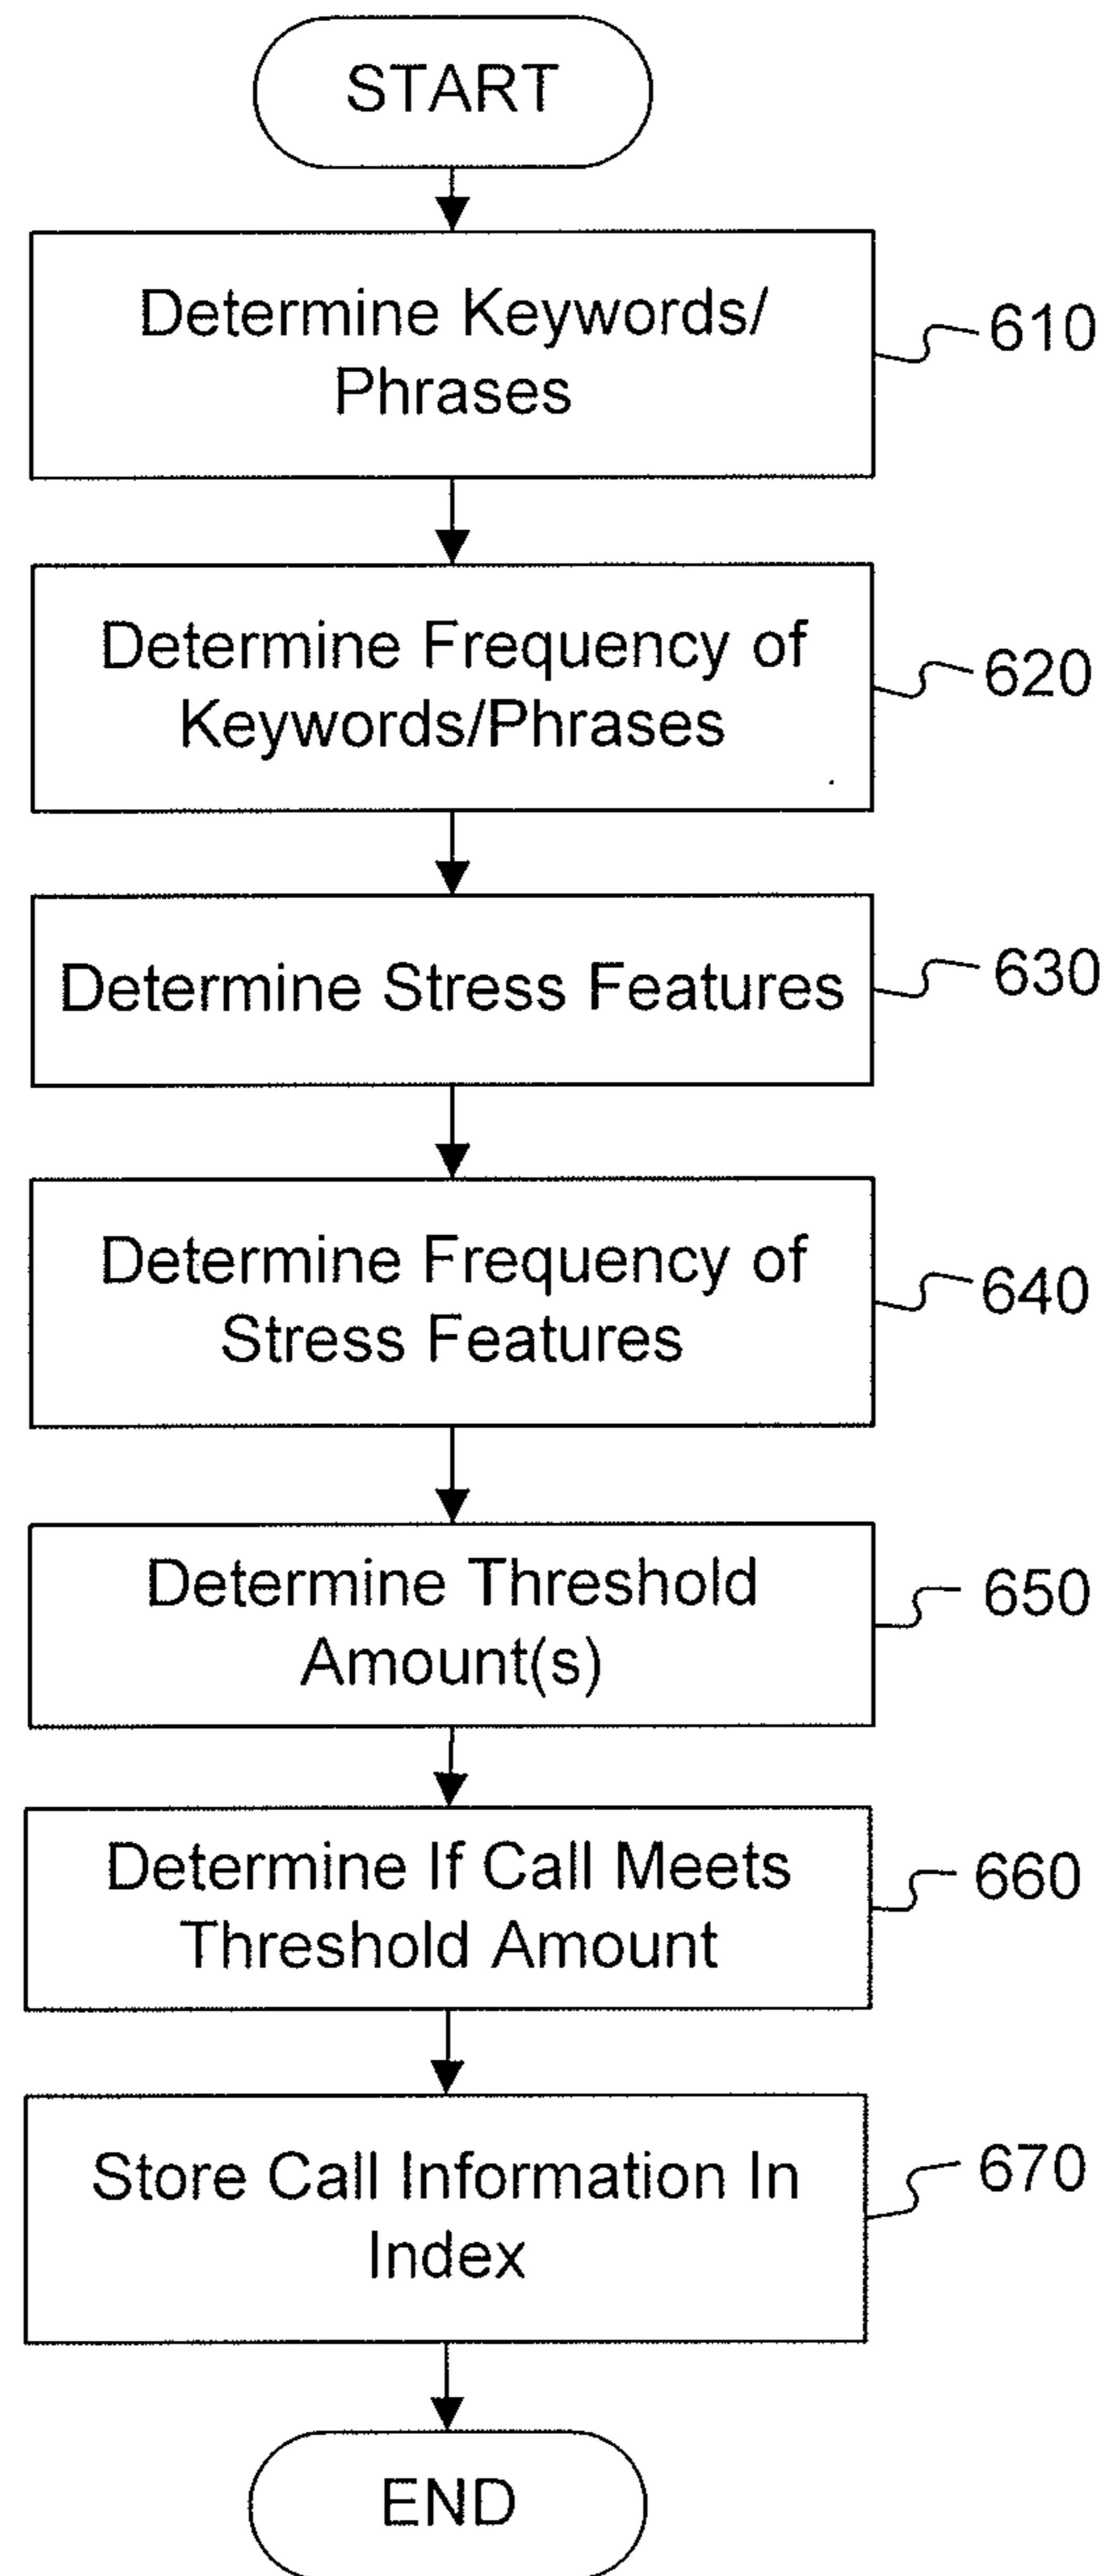 START
Determine Keywords/
Phrases
610
Determine Frequency of
Keywords/Phrases
620
Determine Stress Features
630
Determine Frequency of
Stress Features
640
Determine Threshold
Amount(s)
650
Determine If Call Meets
Threshold Amount
660
Store Call Information In
Index
670
END